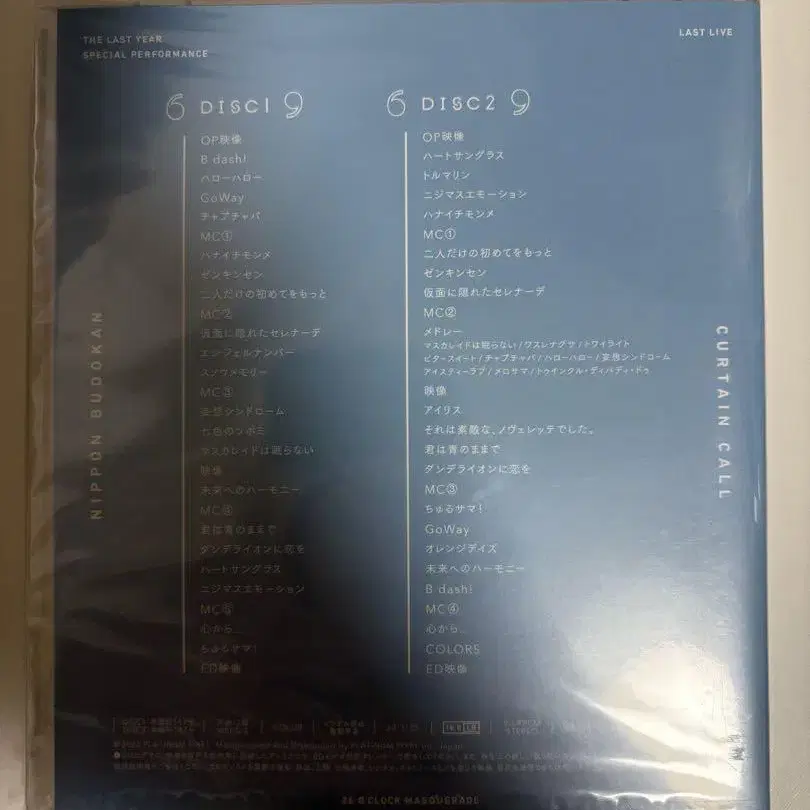 THE LAST YEAR
SPECIAL PERFORMANCE
LAST LIVE
DISC1
OP映像
B dash!
ハローハロー
GoWay
チャプチャパ
MC①
ハナイチモンメ
ゼンキンセン
二人だけの初めてをもっと
MC②
仮面に隠れたセレナーデ
エンジェルナンバー
スノウメモリー
MC③
妄想シンドローム
七色のツボミ
マスカレイドは眠らない
映像
未来へのハーモニー
MC④
君は青のままで
ダンデライオンに恋を
ハートサングラス
ニジマスエモーション
MC⑤
心から…
ちゅるサマ!
ED映像
DISC2
OP映像
ハートサングラス
トルマリン
ニジマスエモーション
ハナイチモンメ
MC①
二人だけの初めてをもっと
ゼンキンセン
仮面に隠れたセレナーデ
MC②
メドレー
マスカレイドは眠らない/ワスレナグサ/トワイライト
ビタースイート/チャプチャパ/ハローハロー/妄想シンドローム
アイスティーラブ/メロサマ/トゥインクル・ディバディ・ドゥ
映像
アイリス
それは素敵な、ノヴェレッテでした。
君は青のままで
ダンデライオンに恋を
MC③
ちゅるサマ!
GoWay
オレンジデイズ
未来へのハーモニー
B dash!
MC④
心から…
COLORS
ED映像
NIPPON BUDOKAN
CURTAIN CALL
26 O'CLOCK MASQUERADE